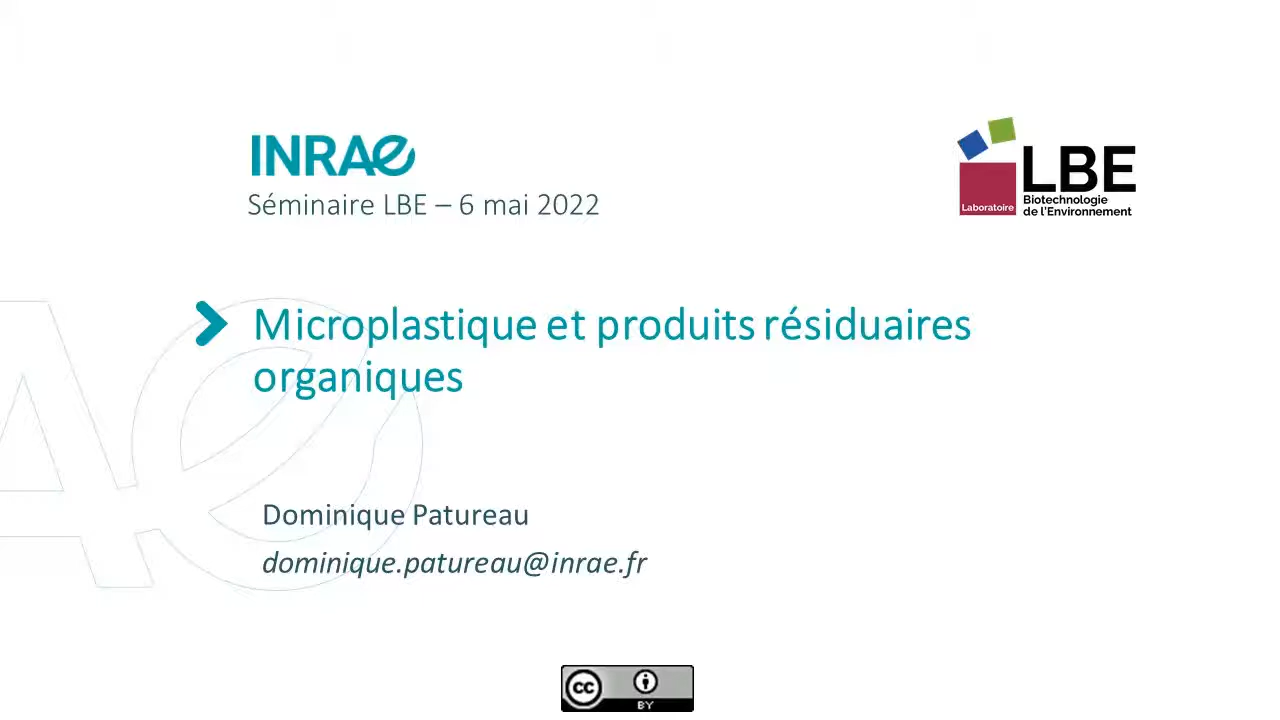 INRAE
Séminaire LBE – 6 mai 2022
LBE
Laboratoire
Biotechnologie
de l'Environnement
Microplastique et produits résiduaires
organiques
Dominique Patureau
dominique.patureau@inrae.fr
cc
BY